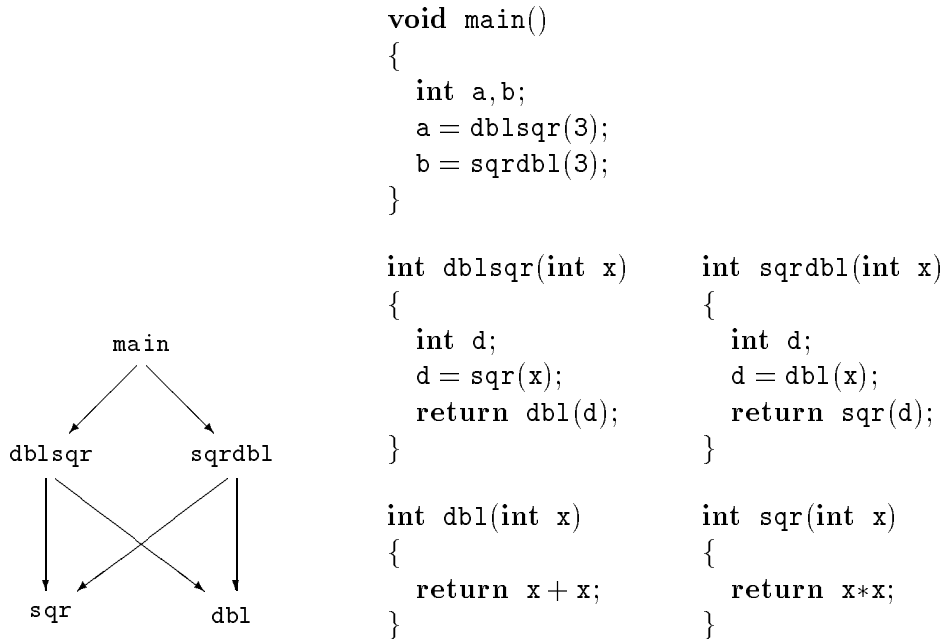 void main()
{
int a,b;
a = dblsqr(3);
b = sqrdbl(3);
}
int dblsqr(int x)
{
int d;
d = sqr(x);
return dbl(d);
}
int sqrdbl(int x)
{
int d;
d = dbl(x);
return sqr(d);
}
int dbl(int x)
{
return x + x;
}
int sqr(int x)
{
return x*x;
}
main
dblsqr sqrdbl
sqr dbl